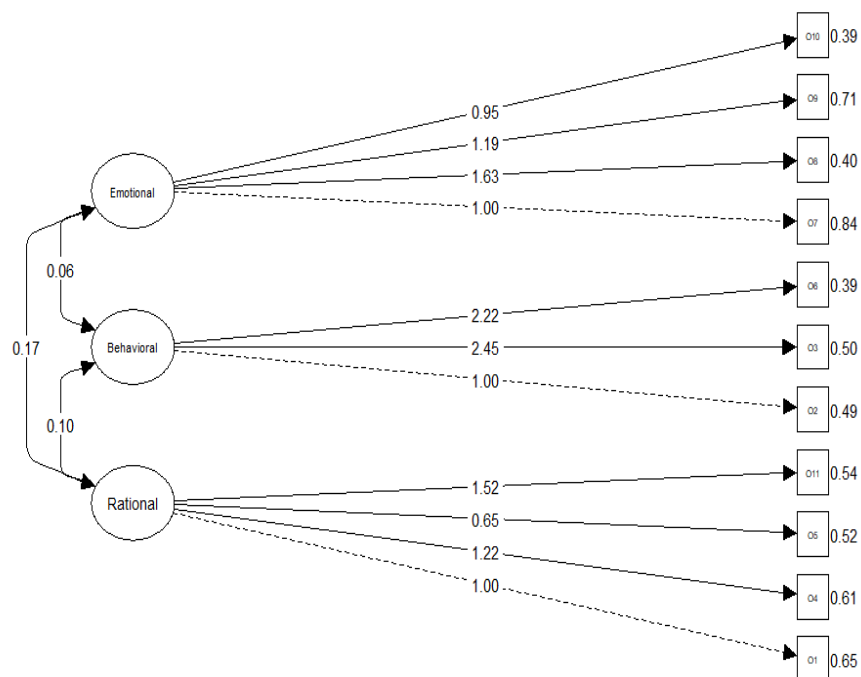 O10 0.39
0.95
O9 0.71
1.19
O8 0.40
1.63
Emotional
1.00
O7 0.84
0.06
O6 0.39
2.22
0.17
Behavioral
2.45
O3 0.50
1.00
O2 0.49
0.10
O11 0.54
1.52
Rational
0.65
O5 0.52
1.22
1.00
O4 0.61
O1 0.65